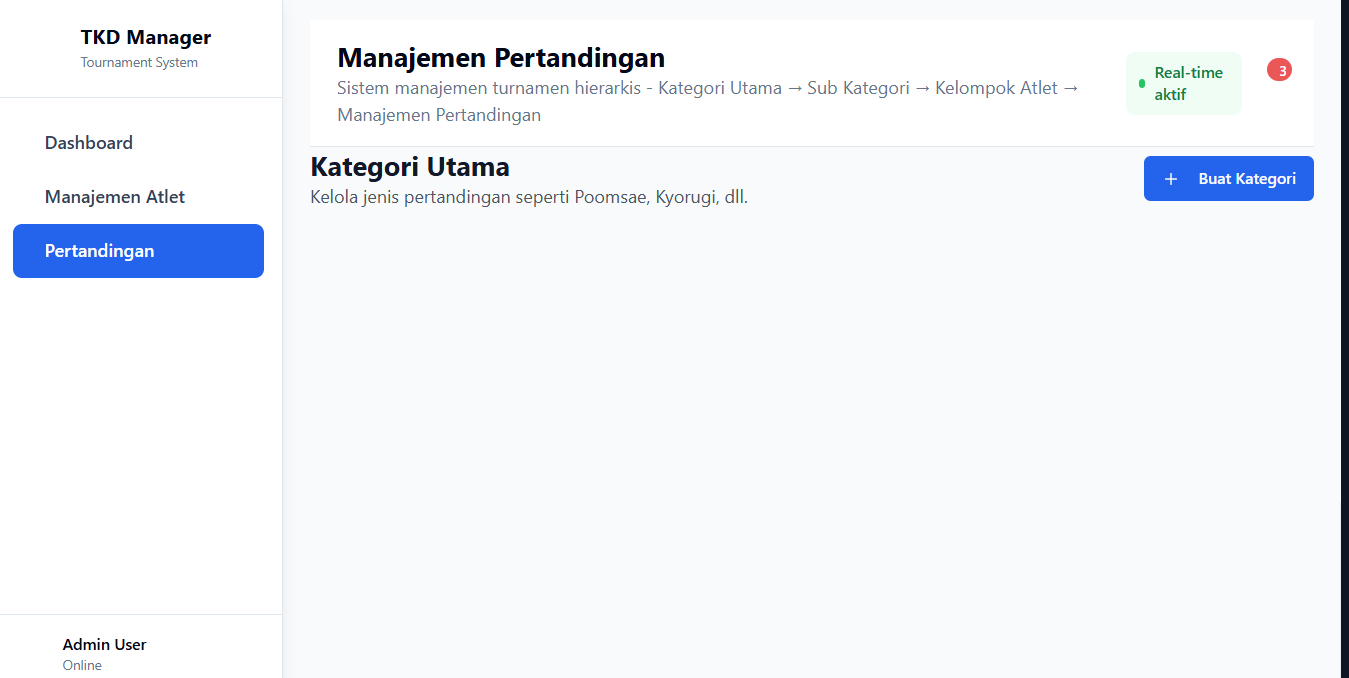 TKD Manager
Tournament System
Dashboard
Manajemen Atlet
Pertandingan
Admin User
Online
Manajemen Pertandingan
Sistem manajemen turnamen hierarkis - Kategori Utama → Sub Kategori → Kelompok Atlet →
Manajemen Pertandingan
Real-time
aktif
3
Kategori Utama
Kelola jenis pertandingan seperti Poomsae, Kyorugi, dll.
+ Buat Kategori